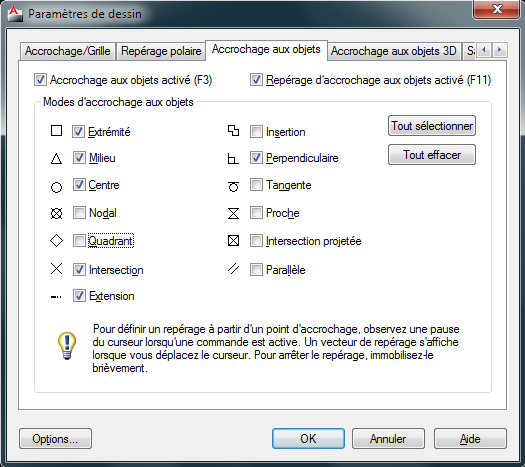 Paramètres de dessin
Accrochage/Grille Repérage polaire Accrochage aux objets Accrochage aux objets 3D
Accrochage aux objets activé (F3) Repérage d'accrochage aux objets activé (F11)
Modes d'accrochage aux objets
Extrémité Insertion Tout sélectionner
Milieu Perpendiculaire Tout effacer
Centre Tangente
Nodal Proche
Quadrant Intersection projetée
Intersection Parallèle
Extension
Pour définir un repérage à partir d'un point d'accrochage, observez une pause
du curseur lorsqu'une commande est active. Un vecteur de repérage s'affiche
lorsque vous déplacez le curseur. Pour arrêter le repérage, immobilisez-le
brièvement.
Options... OK Annuler Aide